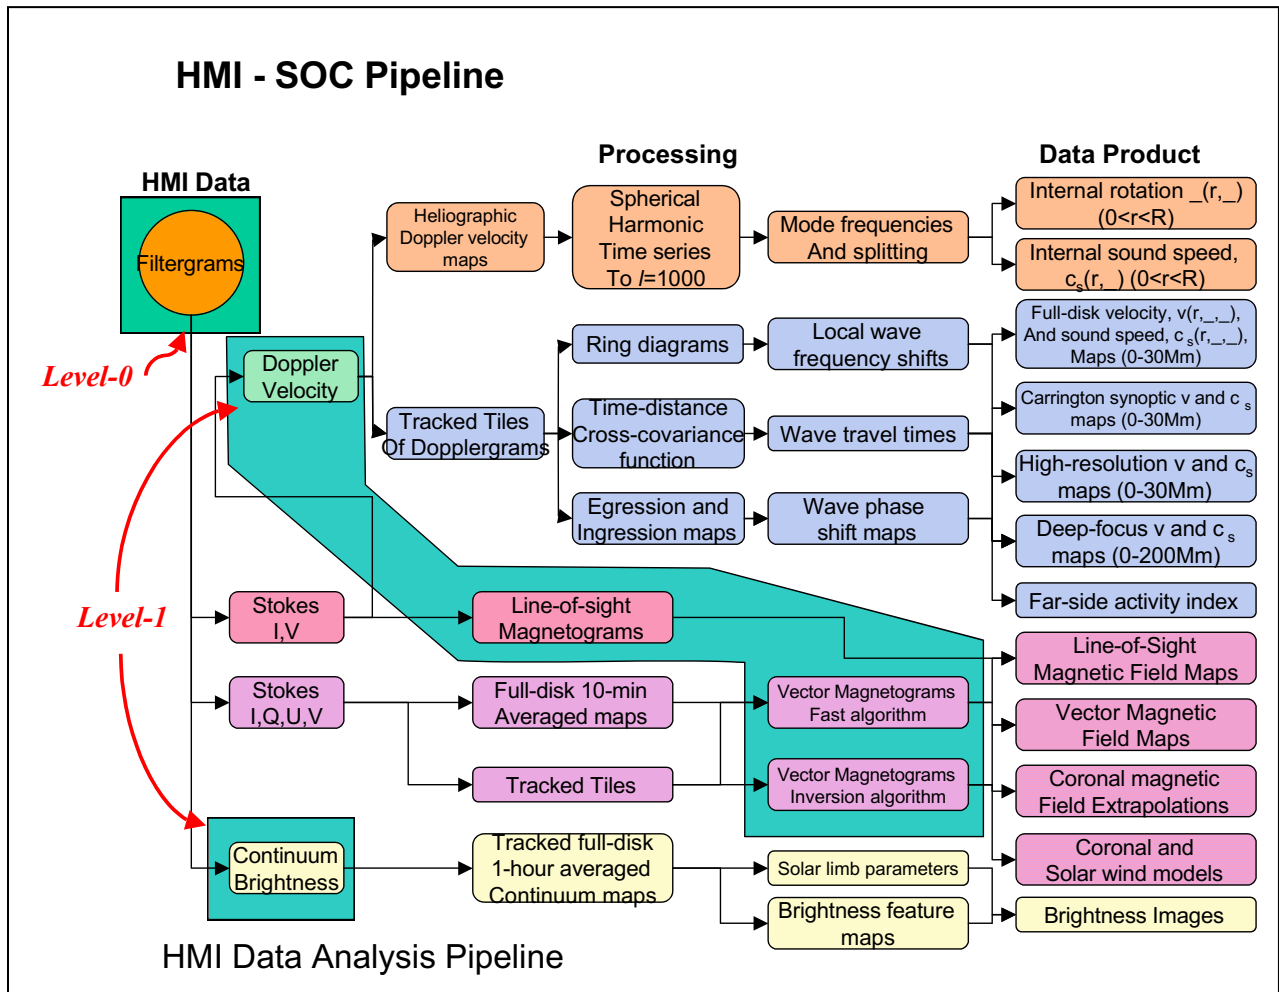 HMI - SOC Pipeline
Processing
Data Product
HMI Data
Filtergrams
Level-0
Level-1
Heliographic
Doppler velocity
maps
Spherical
Harmonic
Time series
To l=1000
Mode frequencies
And splitting
Internal rotation _(r,_)
(0<r<R)
Internal sound speed,
cs(r,_) (0<r<R)
Doppler
Velocity
Tracked Tiles
Of Dopplergrams
Ring diagrams
Local wave
frequency shifts
Full-disk velocity, v(r,_,_),
And sound speed, cs(r,_,_),
Maps (0-30Mm)
Time-distance
Cross-covariance
function
Wave travel times
Carrington synoptic v and cs
maps (0-30Mm)
High-resolution v and cs
maps (0-30Mm)
Egression and
Ingression maps
Wave phase
shift maps
Deep-focus v and cs
maps (0-200Mm)
Far-side activity index
Stokes
I,V
Line-of-sight
Magnetograms
Line-of-Sight
Magnetic Field Maps
Stokes
I,Q,U,V
Full-disk 10-min
Averaged maps
Vector Magnetograms
Fast algorithm
Vector Magnetic
Field Maps
Tracked Tiles
Vector Magnetograms
Inversion algorithm
Coronal magnetic
Field Extrapolations
Continuum
Brightness
Tracked full-disk
1-hour averaged
Continuum maps
Solar limb parameters
Coronal and
Solar wind models
Brightness feature
maps
Brightness Images
HMI Data Analysis Pipeline